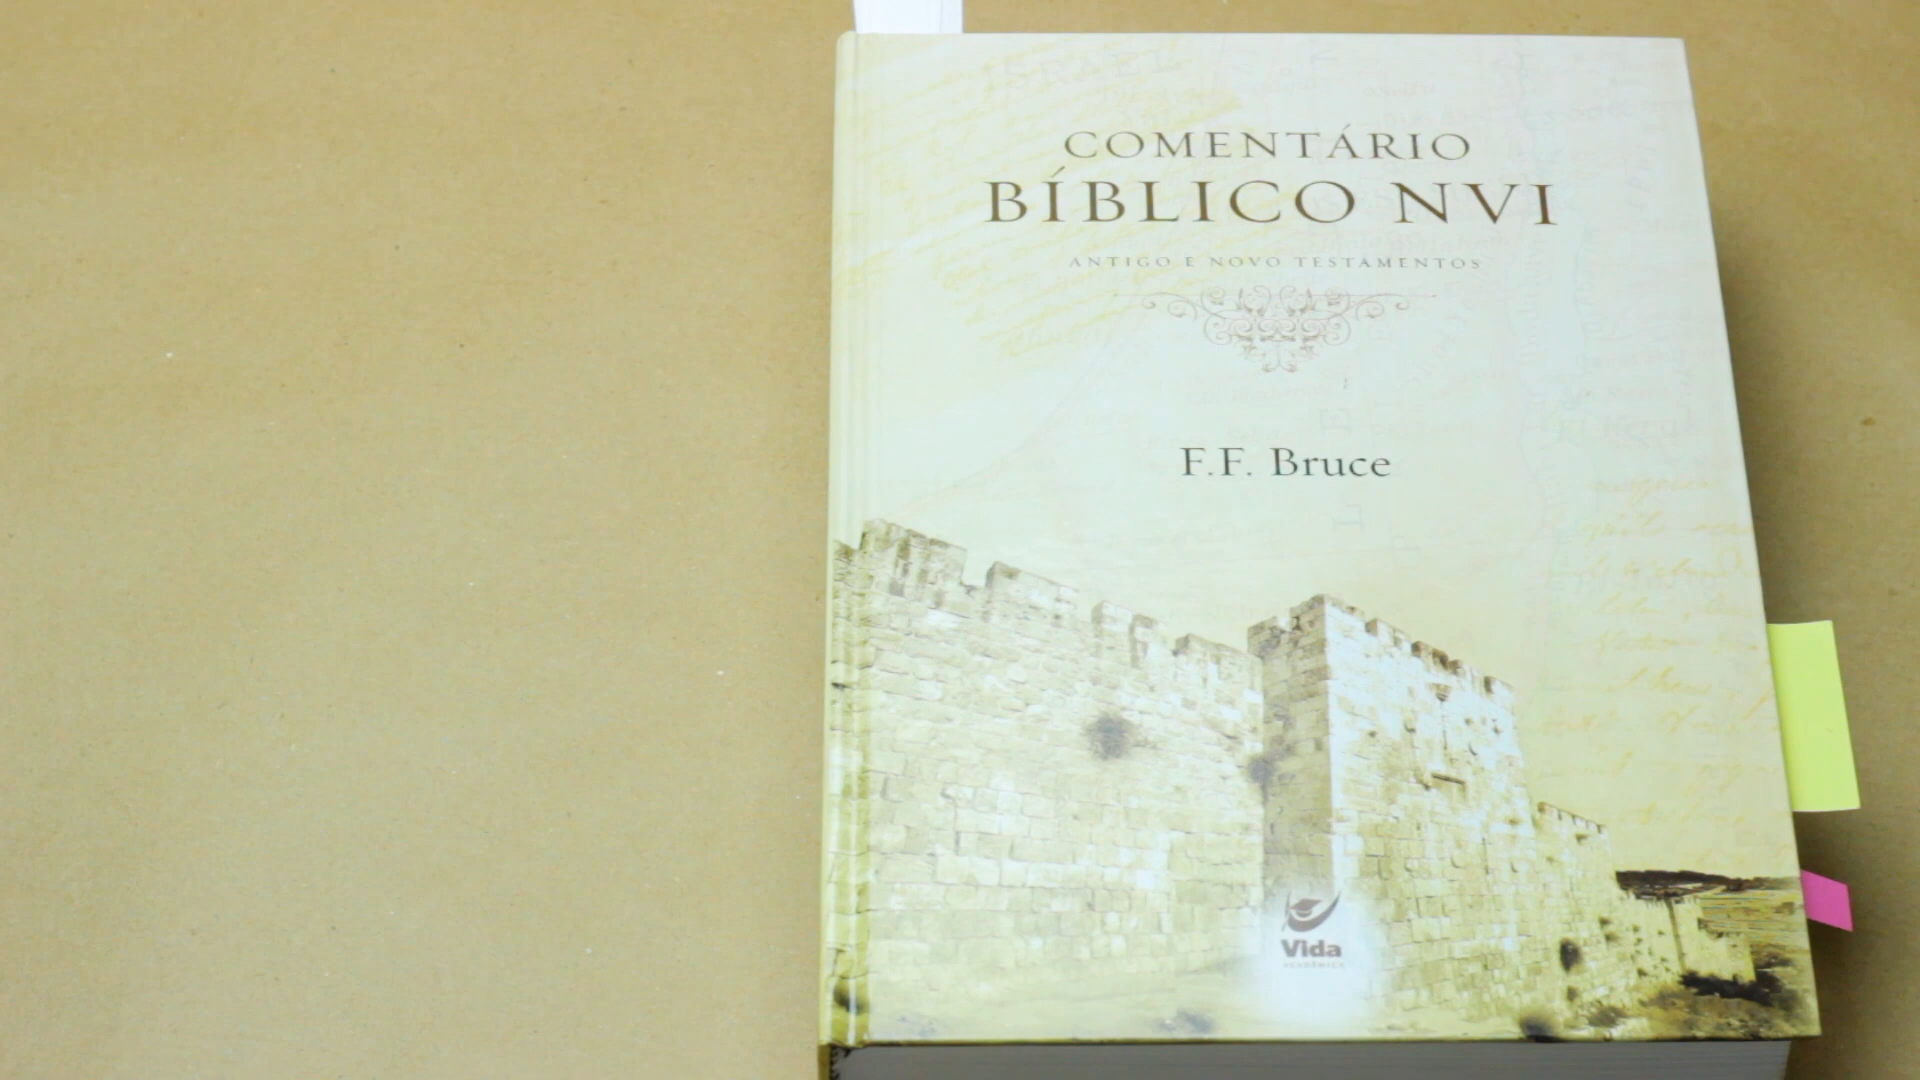 COMENTÁRIO
BÍBLICO NVI
ANTIGO E NOVO TESTAMENTOS
F.F. Bruce
Vida
ACADÊMICA